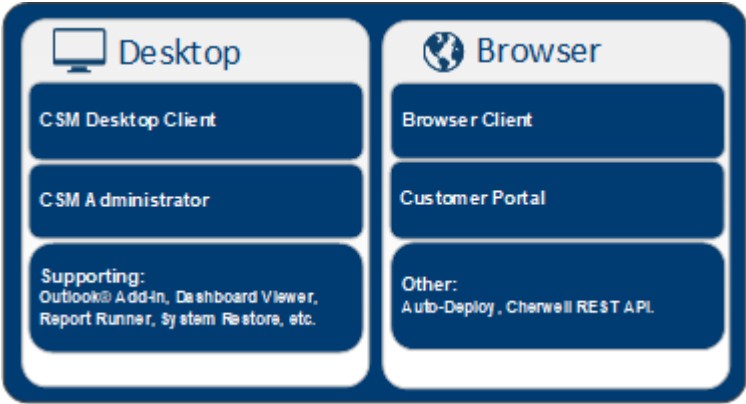 Desktop
CSM Desktop Client
CSM Administrator
Supporting:
Outlook® Add-in, Dashboard Viewer,
Report Runner, System Restore, etc.
Browser
Browser Client
Customer Portal
Other:
Auto-Deploy, Cherwell REST API.